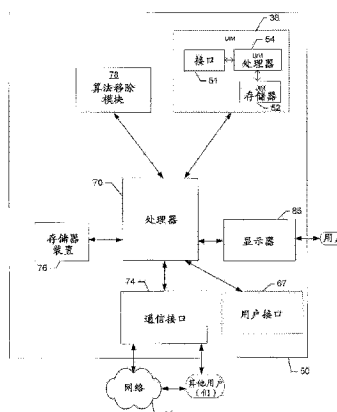 38
UIM
54
接口
处理器
51
存储器
52
78
算法移除
模块
70
处理器
85
存储器
装置
76
显示器
用户
74
67
通信接口
用户接口
50
网络
其他用户